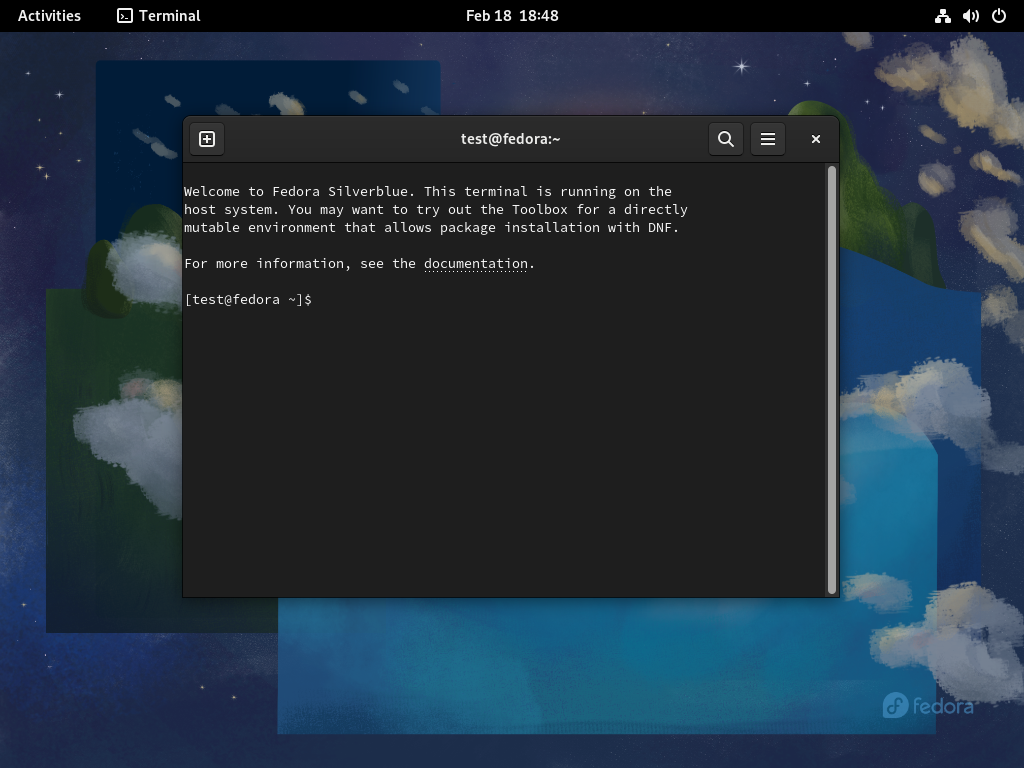 Activities
Terminal
Feb 18 18:48
test@fedora:~
Welcome to Fedora Silverblue. This terminal is running on the
host system. You may want to try out the Toolbox for a directly
mutable environment that allows package installation with DNF.
For more information, see the documentation.
[test@fedora ~]$
fedora